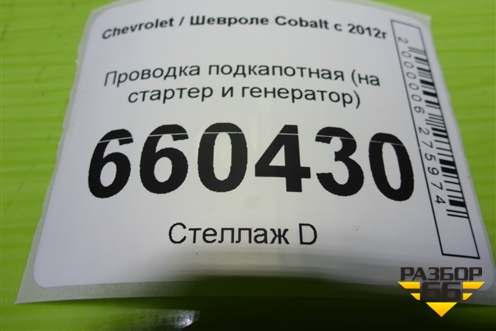 Chevrolet / Шевроле Cobalt с 2012г
Проводка подкапотная (на
стартер и генератор)
660430
Стеллаж D
2000006275974
РАЗБОР
66